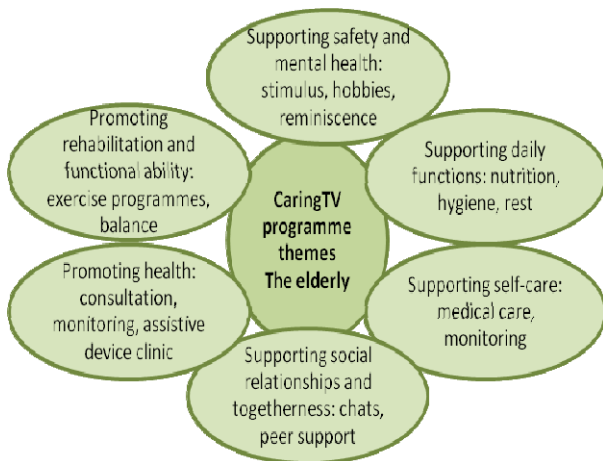 Supporting safety and
mental health:
stimulus, hobbies,
reminiscence
Promoting
rehabilitation and
functional ability:
exercise programmes,
balance
Supporting daily
functions: nutrition,
hygiene, rest
CaringTV
programme
themes
The elderly
Promoting health:
consultation,
monitoring, assistive
device clinic
Supporting self-care:
medical care,
monitoring
Supporting social
relationships and
togetherness: chats,
peer support